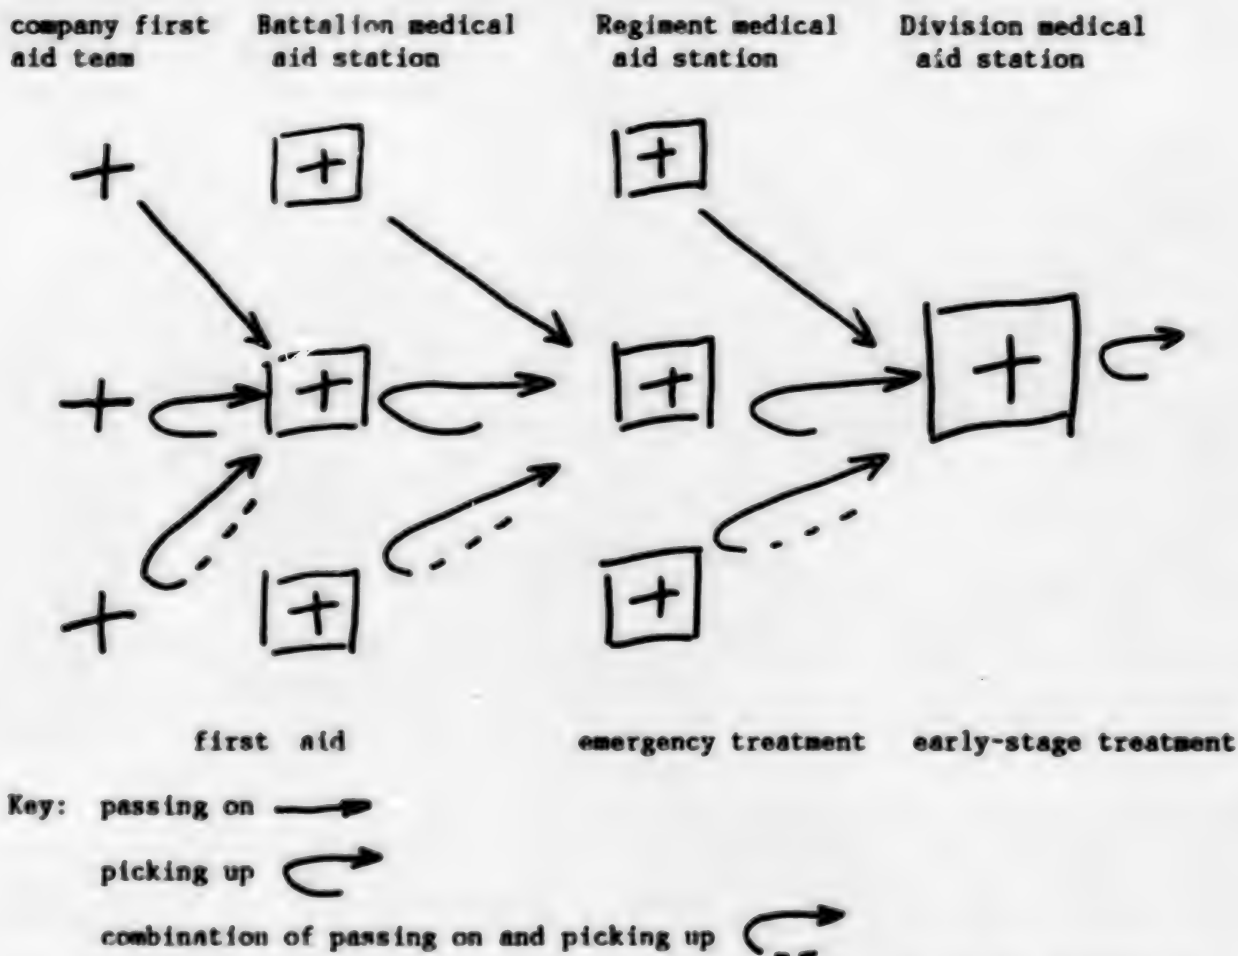 company first
aid team
Battalion medical
aid station
Regiment medical
aid station
Division medical
aid station
first aid
emergency treatment
early-stage treatment
Key: passing on
picking up
combination of passing on and picking up